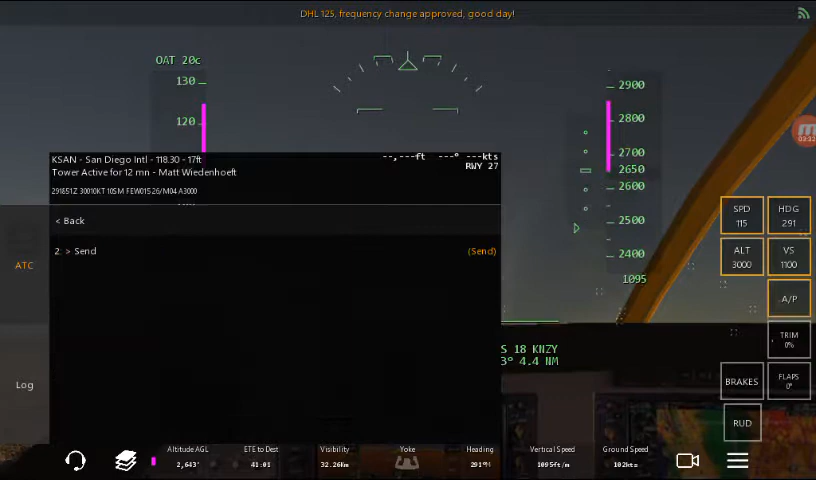 DHL 125, frequency change approved, good day!
OAT 20c
130
120
2900
2800
2700
2650
2600
2500
2400
1095
03:32
KSAN - San Diego Intl - 118.30 - 17ft
Tower Active for 12 mn - Matt Wiedenhoeft
291851Z 30010KT 10SM FEW015 26/M04 A3000
--,---ft ---° ---kts
RWY 27
< Back
2: > Send
(Send)
ATC
Log
S 18 KNZY
3° 4.4 NM
SPD
115
HDG
291
ALT
3000
VS
1100
A/P
TRIM
0%
BRAKES
FLAPS
0°
RUD
Altitude AGL
2,643'
ETE to Dest
41:01
Visibility
32.26Km
Yoke
Heading
291°M
Vertical Speed
1095ft/m
Ground Speed
102kts